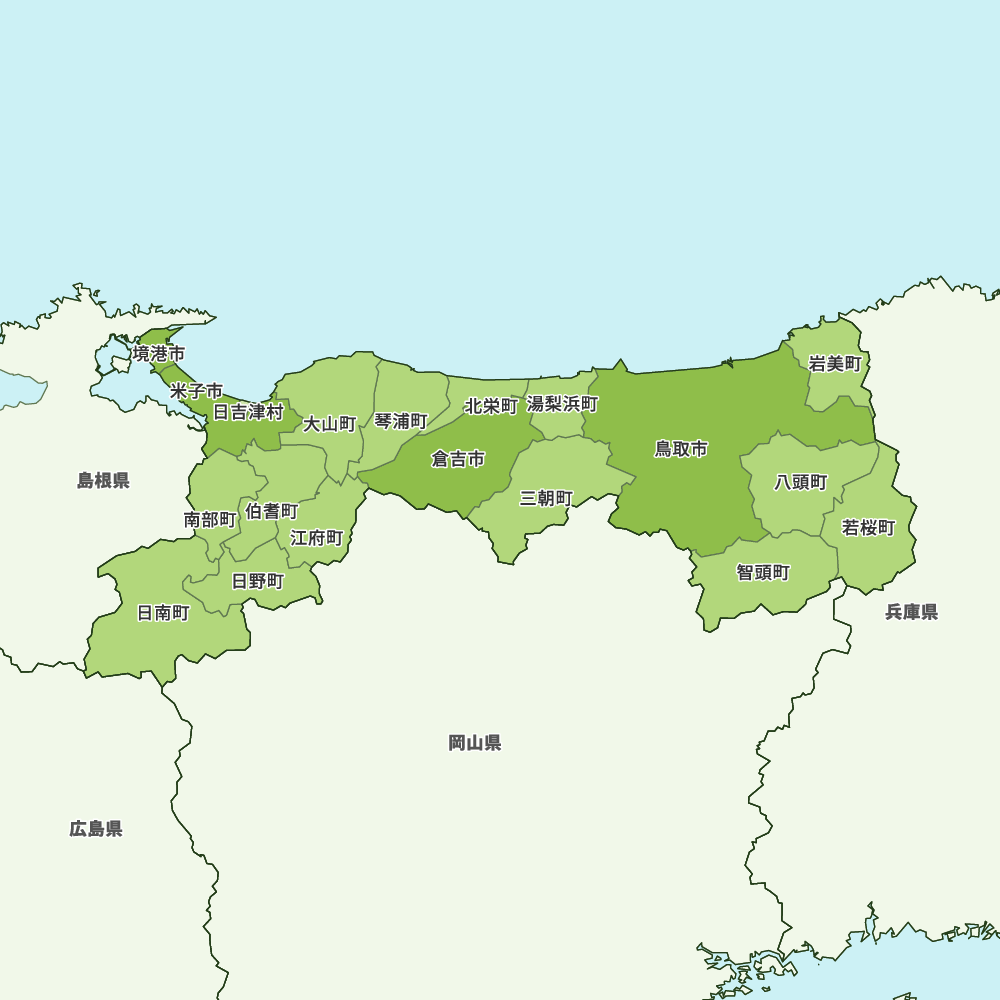 境港市
岩美町
米子市
日吉津村
大山町
琴浦町
北栄町
湯梨浜町
鳥取市
倉吉市
島根県
八頭町
三朝町
伯耆町
南部町
若桜町
江府町
智頭町
日野町
日南町
兵庫県
岡山県
広島県